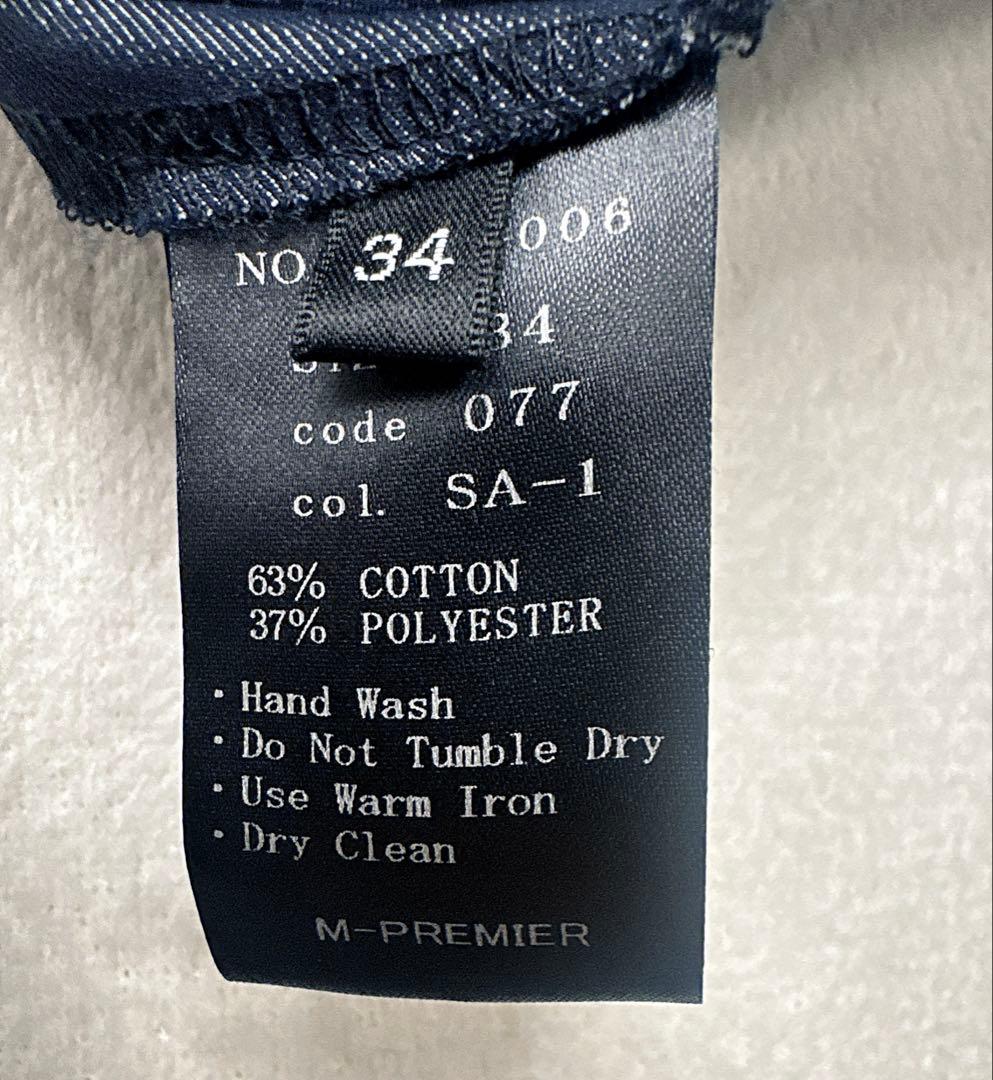 34
NO 006
34
code 077
col. SA-1
63% COTTON
37% POLYESTER
・Hand Wash
・Do Not Tumble Dry
・Use Warm Iron
・Dry Clean
M-PREMIER